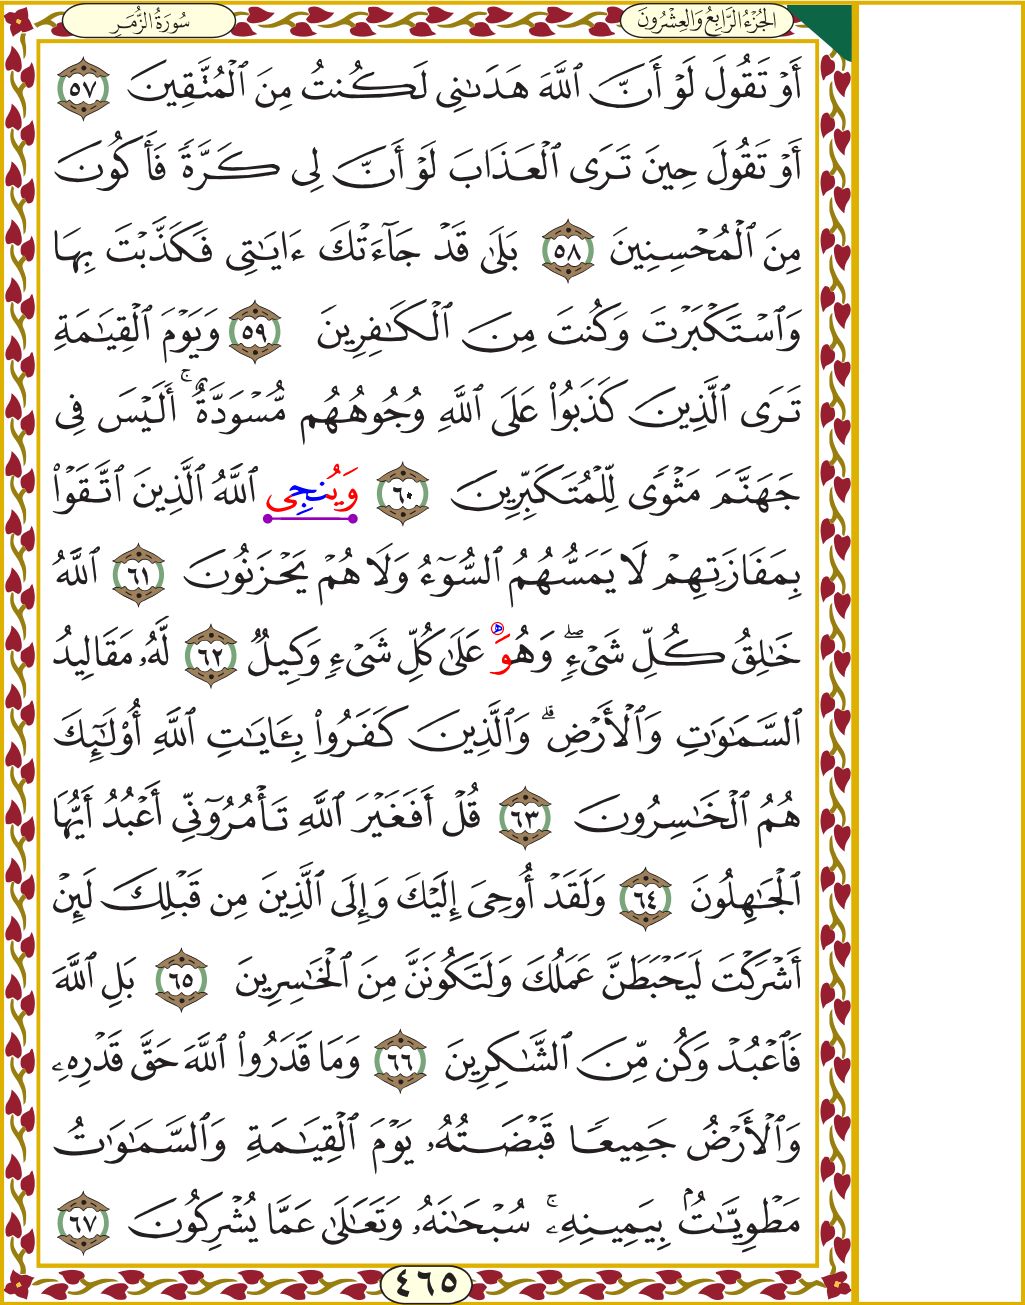 الجُزْءُ الرَّابِعُ وَالعِشْرُونَ
سُورَةُ الزُّمَرِ
أَوْ تَقُولَ لَوْ أَنَّ ٱللَّهَ هَدَىٰنِى لَكُنتُ مِنَ ٱلْمُتَّقِينَ ٥٧
أَوْ تَقُولَ حِينَ تَرَى ٱلْعَذَابَ لَوْ أَنَّ لِى كَرَّةً فَأَكُونَ
مِنَ ٱلْمُحْسِنِينَ ٥٨ بَلَىٰ قَدْ جَآءَتْكَ ءَايَٰتِى فَكَذَّبْتَ بِهَا
وَٱسْتَكْبَرْتَ وَكُنتَ مِنَ ٱلْكَٰفِرِينَ ٥٩ وَيَوْمَ ٱلْقِيَٰمَةِ
تَرَى ٱلَّذِينَ كَذَبُوا۟ عَلَى ٱللَّهِ وُجُوهُهُم مُّسْوَدَّةٌ ۚ أَلَيْسَ فِى
جَهَنَّمَ مَثْوًى لِّلْمُتَكَبِّرِينَ ٦٠ وَيُنجِى ٱللَّهُ ٱلَّذِينَ ٱتَّقَوْا۟
بِمَفَازَتِهِمْ لَا يَمَسُّهُمُ ٱلسُّوٓءُ وَلَا هُمْ يَحْزَنُونَ ٦١ ٱللَّهُ
خَٰلِقُ كُلِّ شَىْءٍ ۖ وَهُوَ عَلَىٰ كُلِّ شَىْءٍ وَكِيلٌ ٦٢ لَّهُۥ مَقَالِيدُ
ٱلسَّمَٰوَٰتِ وَٱلْأَرْضِ ۗ وَٱلَّذِينَ كَفَرُوا۟ بِـَٔايَٰتِ ٱللَّهِ أُو۟لَٰٓئِكَ
هُمُ ٱلْخَٰسِرُونَ ٦٣ قُلْ أَفَغَيْرَ ٱللَّهِ تَأْمُرُوٓنِّىٓ أَعْبُدُ أَيُّهَا
ٱلْجَٰهِلُونَ ٦٤ وَلَقَدْ أُوحِىَ إِلَيْكَ وَإِلَى ٱلَّذِينَ مِن قَبْلِكَ لَئِنْ
أَشْرَكْتَ لَيَحْبَطَنَّ عَمَلُكَ وَلَتَكُونَنَّ مِنَ ٱلْخَٰسِرِينَ ٦٥ بَلِ ٱللَّهَ
فَٱعْبُدْ وَكُن مِّنَ ٱلشَّٰكِرِينَ ٦٦ وَمَا قَدَرُوا۟ ٱللَّهَ حَقَّ قَدْرِهِۦ
وَٱلْأَرْضُ جَمِيعًا قَبْضَتُهُۥ يَوْمَ ٱلْقِيَٰمَةِ وَٱلسَّمَٰوَٰتُ
مَطْوِيَّٰتٌۢ بِيَمِينِهِۦ ۚ سُبْحَٰنَهُۥ وَتَعَٰلَىٰ عَمَّا يُشْرِكُونَ ٦٧
٤٦٥